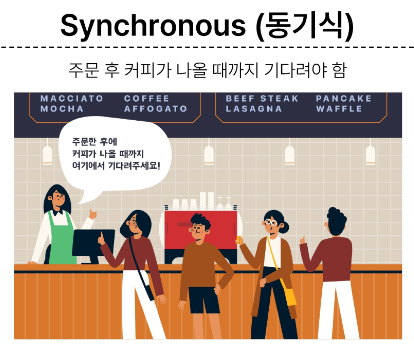 Synchronous (동기식)
주문 후 커피가 나올 때까지 기다려야 함
MACCIATO COFFEE BEEF STEAK PANCAKE
MOCHA AFFOGATO LASAGNA WAFFLE
주문한 후에
커피가 나올 때까지
여기에서 기다려주세요!